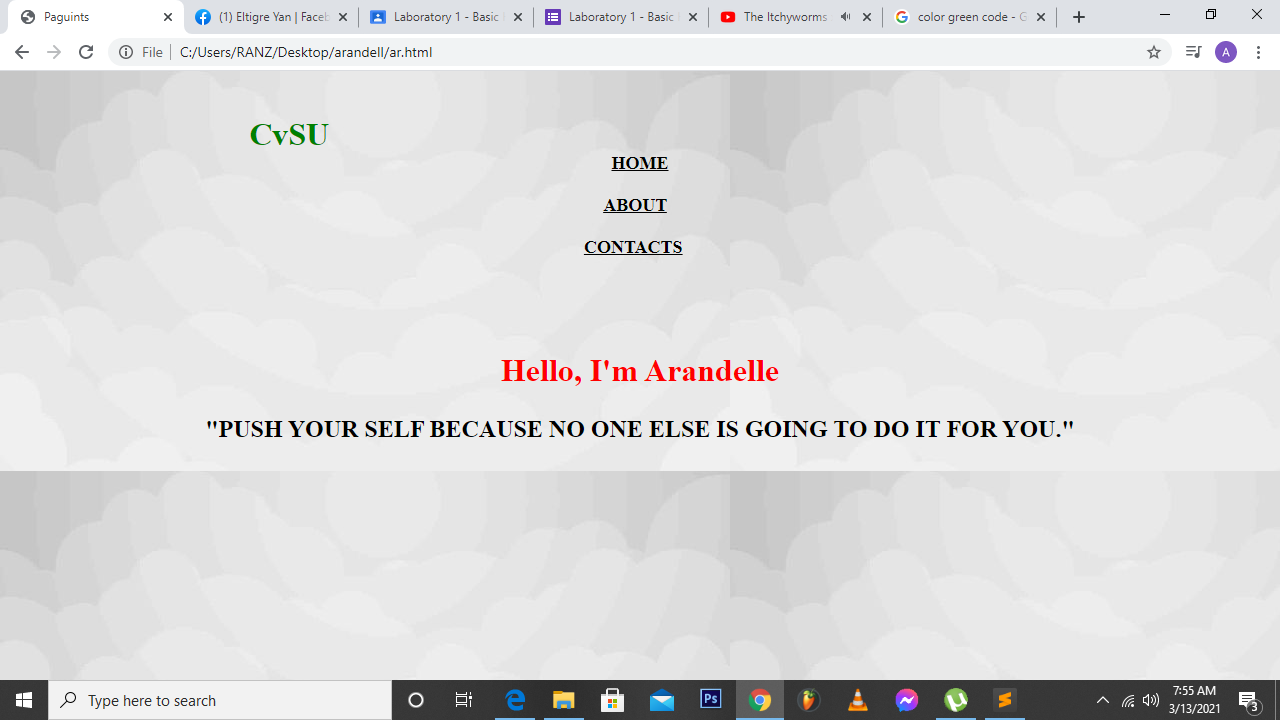 Paguints
(1) Eltigre Yan | Faceb
Laboratory 1 - Basic
Laboratory 1 - Basic
The Itchyworms
color green code - G
File
C:/Users/RANZ/Desktop/arandell/ar.html
A
CvSU
HOME
ABOUT
CONTACTS
Hello, I'm Arandelle
"PUSH YOUR SELF BECAUSE NO ONE ELSE IS GOING TO DO IT FOR YOU."
Type here to search
Ps
7:55 AM
3/13/2021
3